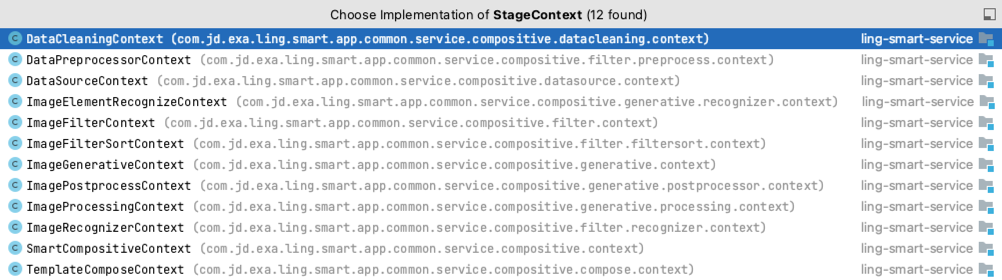 Choose Implementation of StageContext (12 found)
DataCleaningContext (com.jd.exa.ling.smart.app.common.service.compositive.datacleaning.context) ling-smart-service
DataPreprocessorContext (com.jd.exa.ling.smart.app.common.service.compositive.filter.preprocess.context) ling-smart-service
DataSourceContext (com.jd.exa.ling.smart.app.common.service.compositive.datasource.context) ling-smart-service
ImageElementRecognizeContext (com.jd.exa.ling.smart.app.common.service.compositive.generative.recognizer.context) ling-smart-service
ImageFilterContext (com.jd.exa.ling.smart.app.common.service.compositive.filter.context) ling-smart-service
ImageFilterSortContext (com.jd.exa.ling.smart.app.common.service.compositive.filter.filtersort.context) ling-smart-service
ImageGenerativeContext (com.jd.exa.ling.smart.app.common.service.compositive.generative.context) ling-smart-service
ImagePostprocessContext (com.jd.exa.ling.smart.app.common.service.compositive.generative.postprocessor.context) ling-smart-service
ImageProcessingContext (com.jd.exa.ling.smart.app.common.service.compositive.generative.processing.context) ling-smart-service
ImageRecognizerContext (com.jd.exa.ling.smart.app.common.service.compositive.filter.recognizer.context) ling-smart-service
SmartCompositiveContext (com.jd.exa.ling.smart.app.common.service.compositive.context) ling-smart-service
TemplateComposeContext (com.jd.exa.ling.smart.app.common.service.compositive.compose.context) ling-smart-service